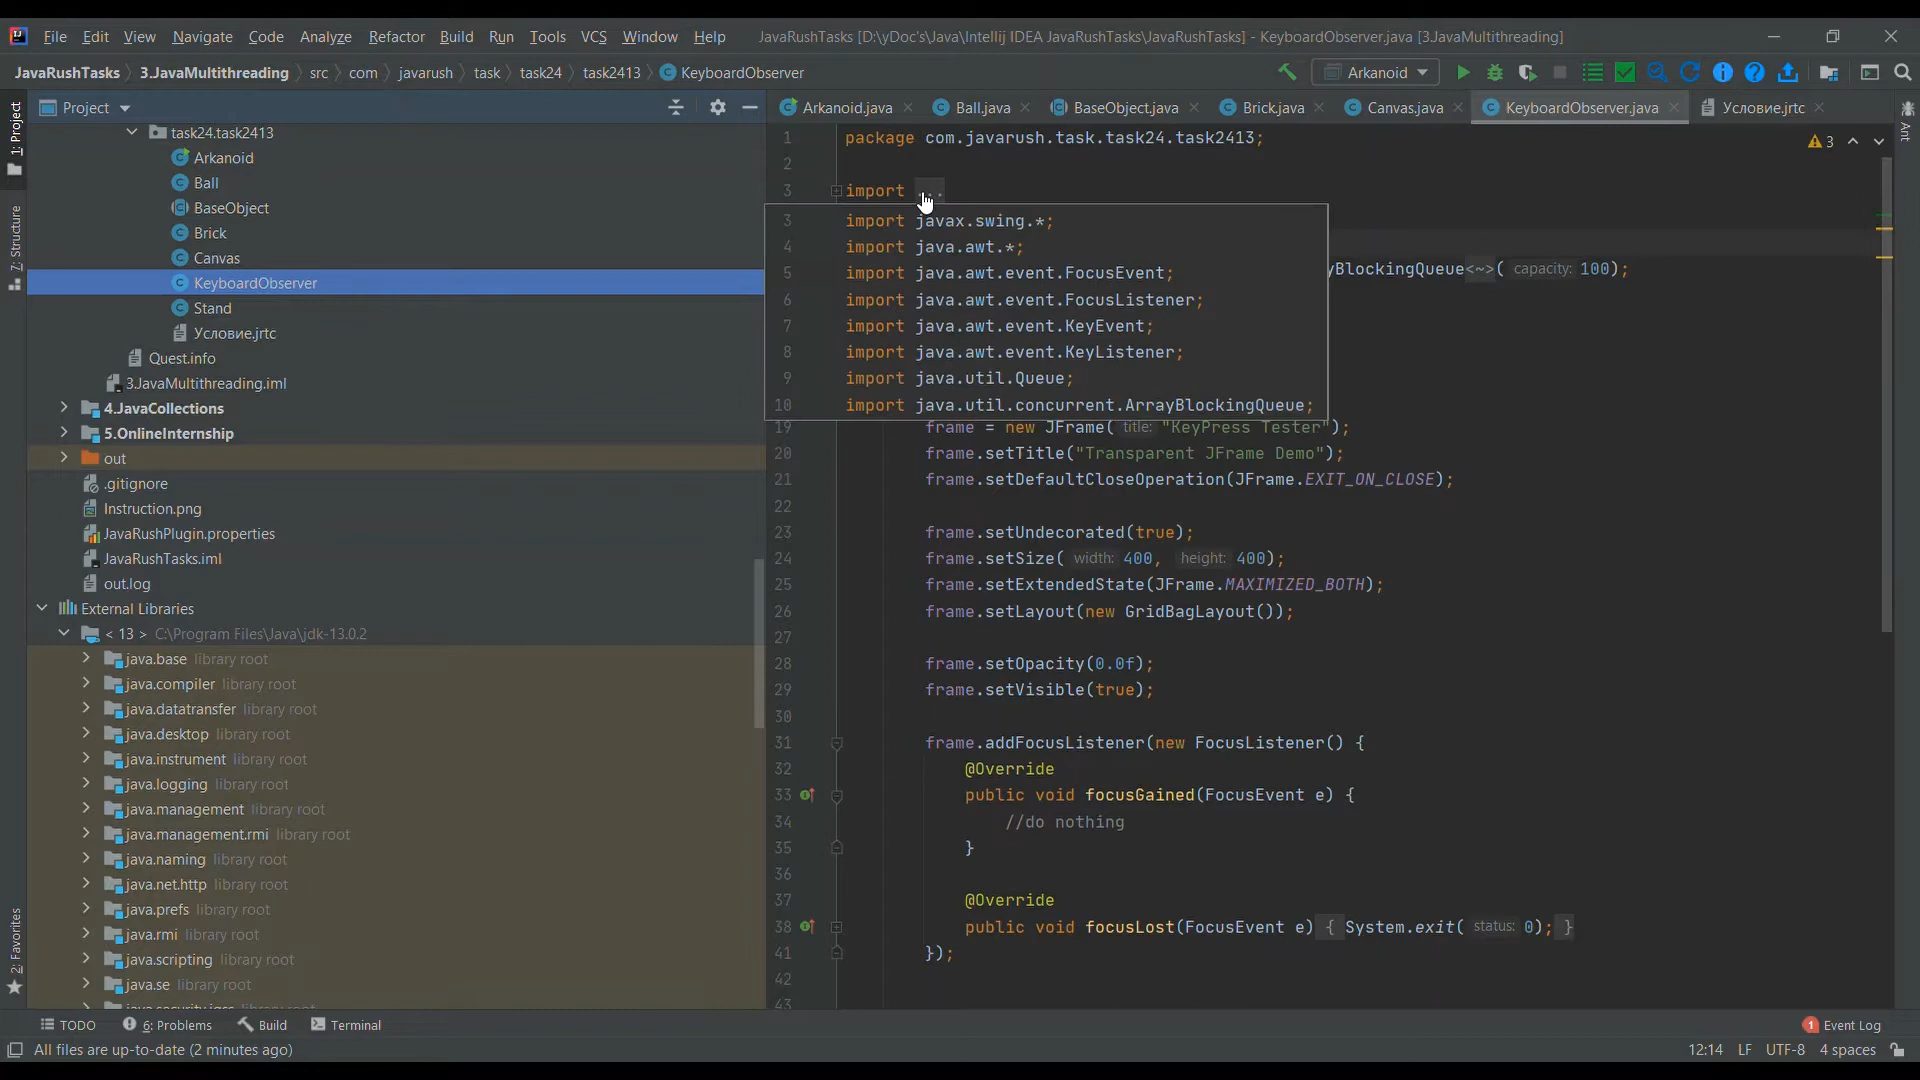 File Edit View Navigate Code Analyze Refactor Build Run Tools VCS Window Help JavaRushTasks [D:\yDoc's\Java\Intellij IDEA JavaRushTasks\JavaRushTasks] - KeyboardObserver.java [3.JavaMultithreading]
JavaRushTasks 3.JavaMultithreading src com javarush task task24 task2413 KeyboardObserver Arkanoid
Project
Arkanoid.java Ball.java BaseObject.java Brick.java Canvas.java KeyboardObserver.java Условие.jrtc
1: Project
7: Structure
2: Favorites
Ant
task24.task2413
Arkanoid
Ball
BaseObject
Brick
Canvas
KeyboardObserver
Stand
Условие.jrtc
Quest.info
3.JavaMultithreading.iml
4.JavaCollections
5.OnlineInternship
out
.gitignore
Instruction.png
JavaRushPlugin.properties
JavaRushTasks.iml
out.log
External Libraries
< 13 > C:\Program Files\Java\jdk-13.0.2
java.base library root
java.compiler library root
java.datatransfer library root
java.desktop library root
java.instrument library root
java.logging library root
java.management library root
java.management.rmi library root
java.naming library root
java.net.http library root
java.prefs library root
java.rmi library root
java.scripting library root
java.se library root
1 package com.javarush.task.task24.task2413;
2
3 import ...
3
3 import javax.swing.*;
4 import java.awt.*;
5 import java.awt.event.FocusEvent;
yBlockingQueue<~>( capacity: 100);
6 import java.awt.event.FocusListener;
7 import java.awt.event.KeyEvent;
8 import java.awt.event.KeyListener;
9 import java.util.Queue;
10 import java.util.concurrent.ArrayBlockingQueue;
19 frame = new JFrame( title: "KeyPress Tester");
20 frame.setTitle("Transparent JFrame Demo");
21 frame.setDefaultCloseOperation(JFrame.EXIT_ON_CLOSE);
22
23 frame.setUndecorated(true);
24 frame.setSize( width: 400, height: 400);
25 frame.setExtendedState(JFrame.MAXIMIZED_BOTH);
26 frame.setLayout(new GridBagLayout());
27
28 frame.setOpacity(0.0f);
29 frame.setVisible(true);
30
31 frame.addFocusListener(new FocusListener() {
32 @Override
33 public void focusGained(FocusEvent e) {
34 //do nothing
35 }
36
37 @Override
38 public void focusLost(FocusEvent e) { System.exit( status: 0); }
41 });
42
43
TODO 6: Problems Build Terminal 1 Event Log
All files are up-to-date (2 minutes ago) 12:14 LF UTF-8 4 spaces